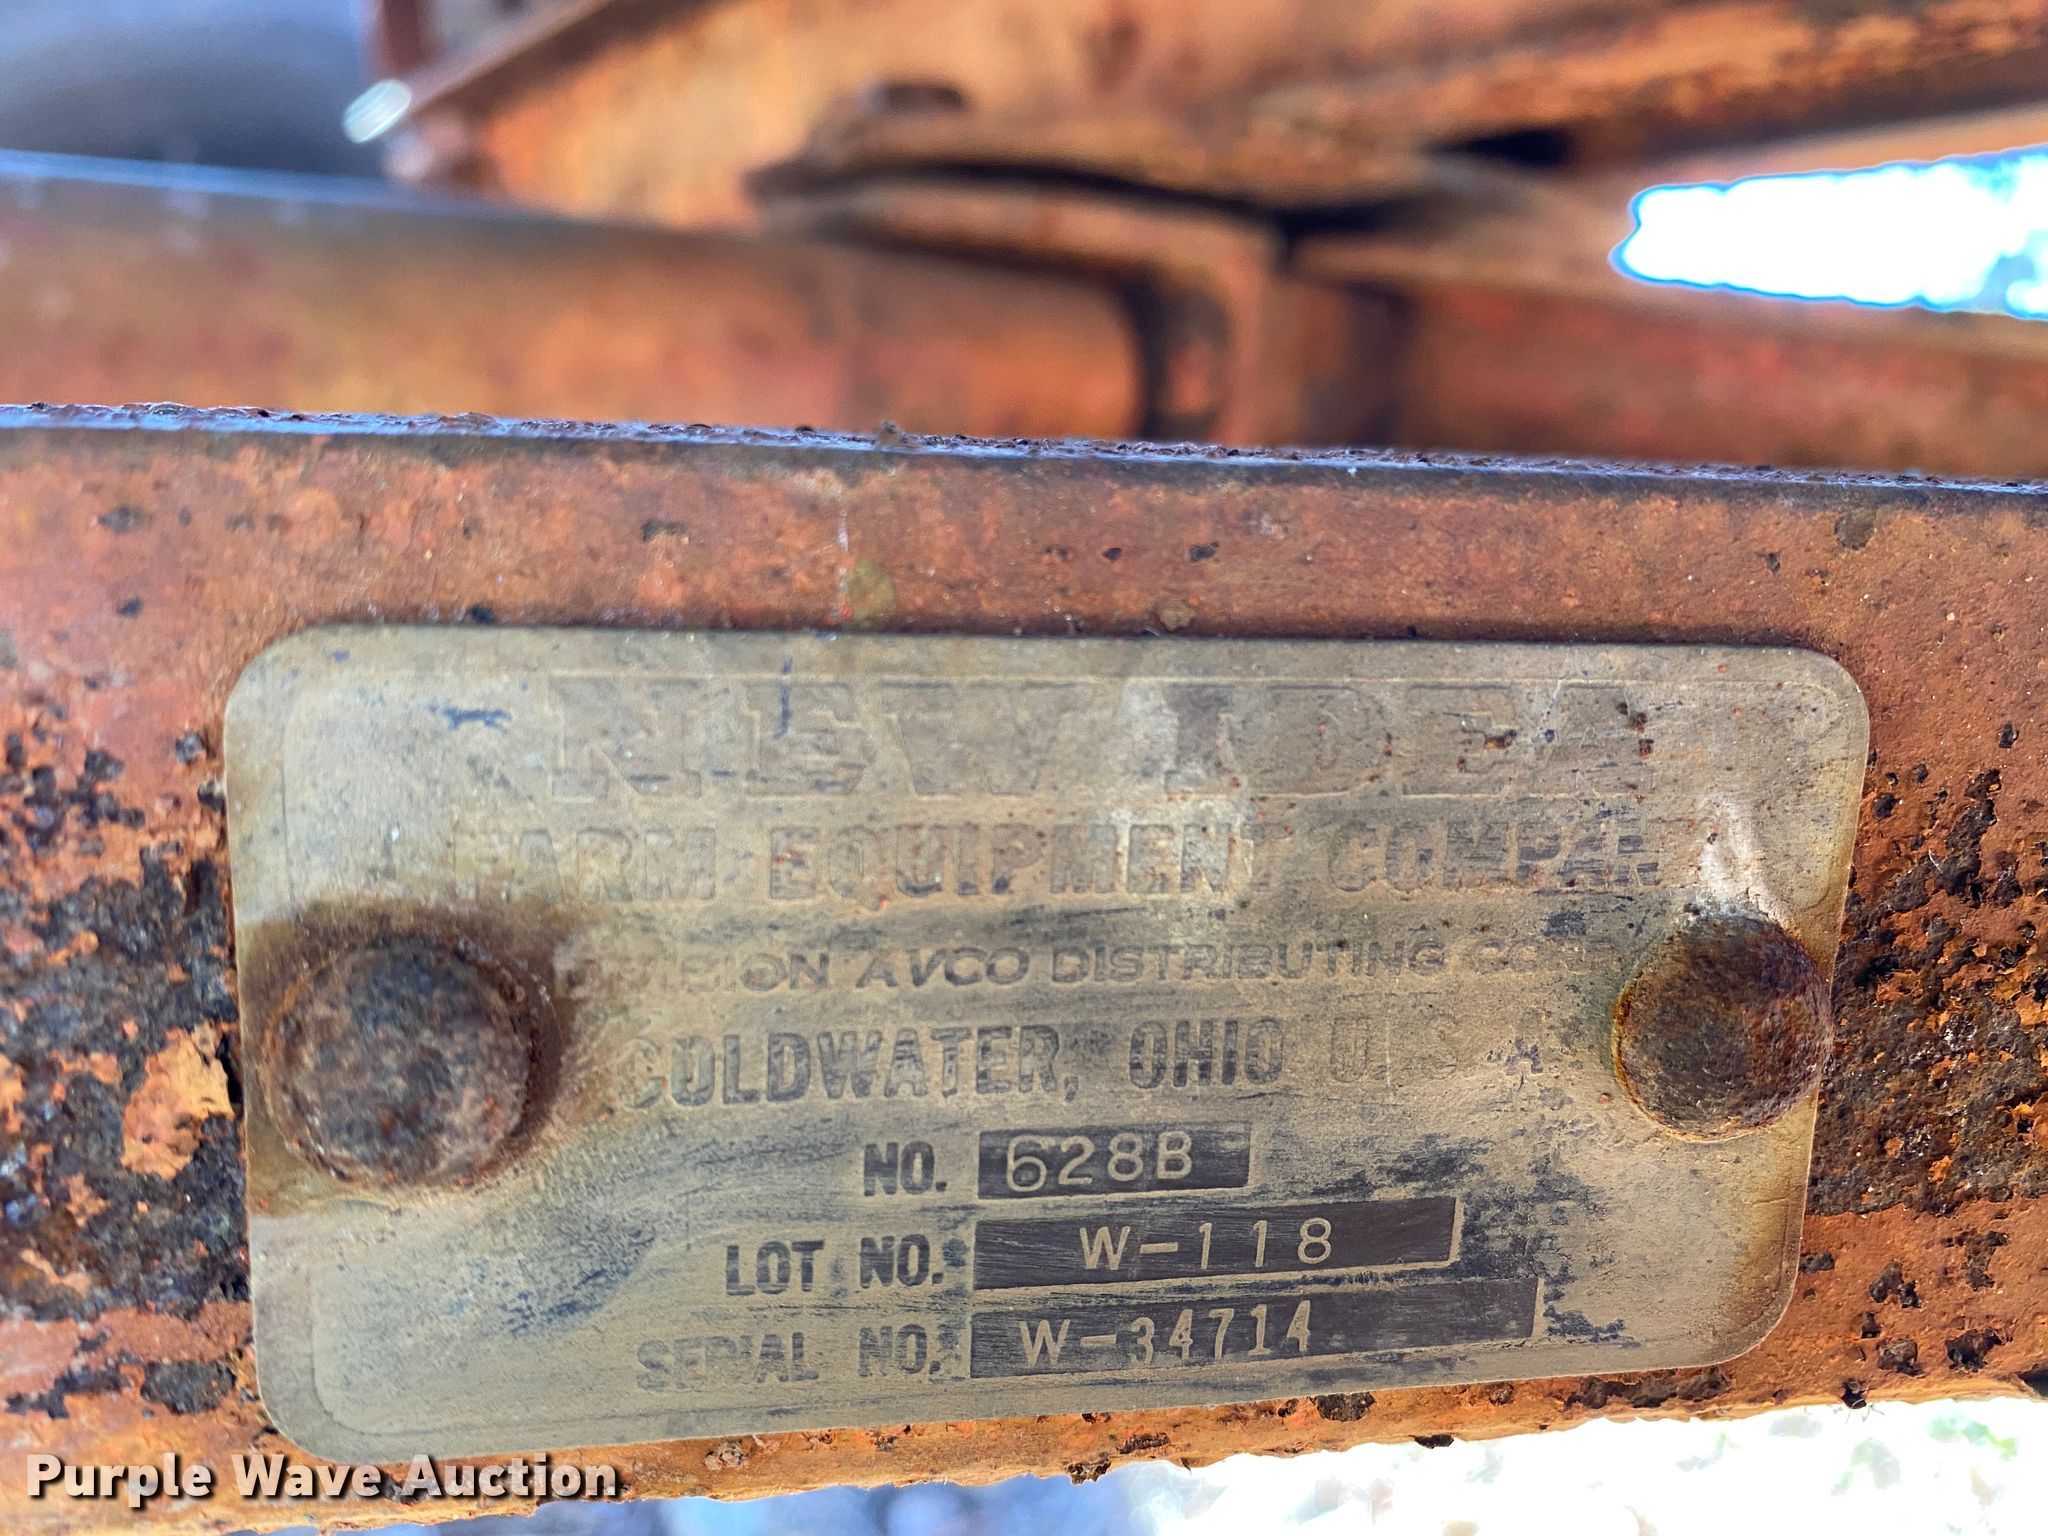 NEW IDEA
FARM EQUIPMENT COMPAN
DIVISION AVCO DISTRIBUTING
COLDWATER, OHIO U.S.A.
NO. 628B
LOT NO. W-118
SERIAL NO. W-34714
Purple Wave Auction